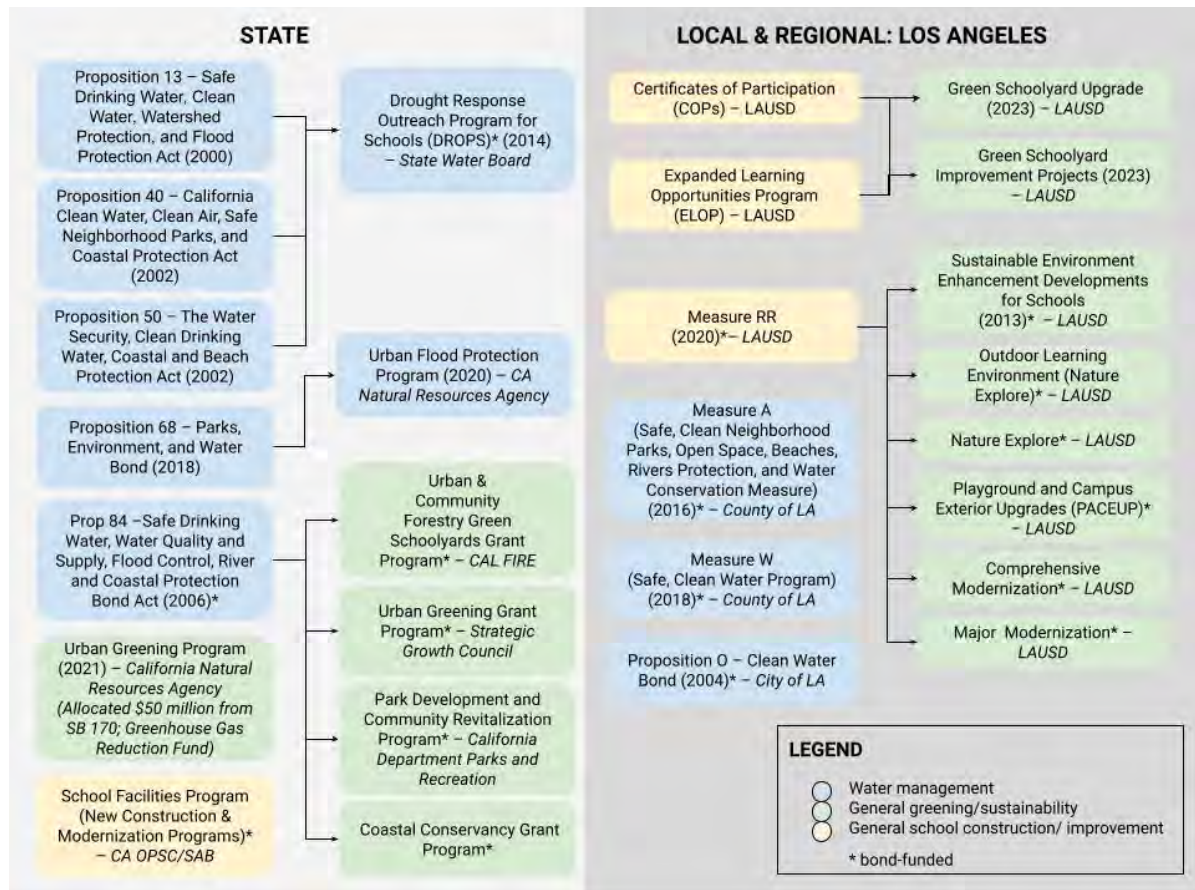 STATE
Proposition 13 – Safe
Drinking Water, Clean
Water, Watershed
Protection, and Flood
Protection Act (2000)
Proposition 40 – California
Clean Water, Clean Air, Safe
Neighborhood Parks, and
Coastal Protection Act
(2002)
Proposition 50 – The Water
Security, Clean Drinking
Water, Coastal and Beach
Protection Act (2002)
Proposition 68 – Parks,
Environment, and Water
Bond (2018)
Prop 84 –Safe Drinking
Water, Water Quality and
Supply, Flood Control, River
and Coastal Protection
Bond Act (2006)*
Urban Greening Program
(2021) – California Natural
Resources Agency
(Allocated $50 million from
SB 170; Greenhouse Gas
Reduction Fund)
School Facilities Program
(New Construction &
Modernization Programs)*
– CA OPSC/SAB
Drought Response
Outreach Program for
Schools (DROPS)* (2014)
– State Water Board
Urban Flood Protection
Program (2020) – CA
Natural Resources Agency
Urban &
Community
Forestry Green
Schoolyards Grant
Program* – CAL FIRE
Urban Greening Grant
Program* – Strategic
Growth Council
Park Development and
Community Revitalization
Program* – California
Department Parks and
Recreation
Coastal Conservancy Grant
Program*
LOCAL & REGIONAL: LOS ANGELES
Certificates of Participation
(COPs) – LAUSD
Expanded Learning
Opportunities Program
(ELOP) – LAUSD
Measure RR
(2020)*– LAUSD
Measure A
(Safe, Clean Neighborhood
Parks, Open Space, Beaches,
Rivers Protection, and Water
Conservation Measure)
(2016)* – County of LA
Measure W
(Safe, Clean Water Program)
(2018)* – County of LA
Proposition O – Clean Water
Bond (2004)* – City of LA
Green Schoolyard Upgrade
(2023) – LAUSD
Green Schoolyard
Improvement Projects (2023)
– LAUSD
Sustainable Environment
Enhancement Developments
for Schools
(2013)* – LAUSD
Outdoor Learning
Environment (Nature
Explore)* – LAUSD
Nature Explore* – LAUSD
Playground and Campus
Exterior Upgrades (PACEUP)*
– LAUSD
Comprehensive
Modernization* – LAUSD
Major Modernization* –
LAUSD
LEGEND
Water management
General greening/sustainability
General school construction/ improvement
* bond-funded